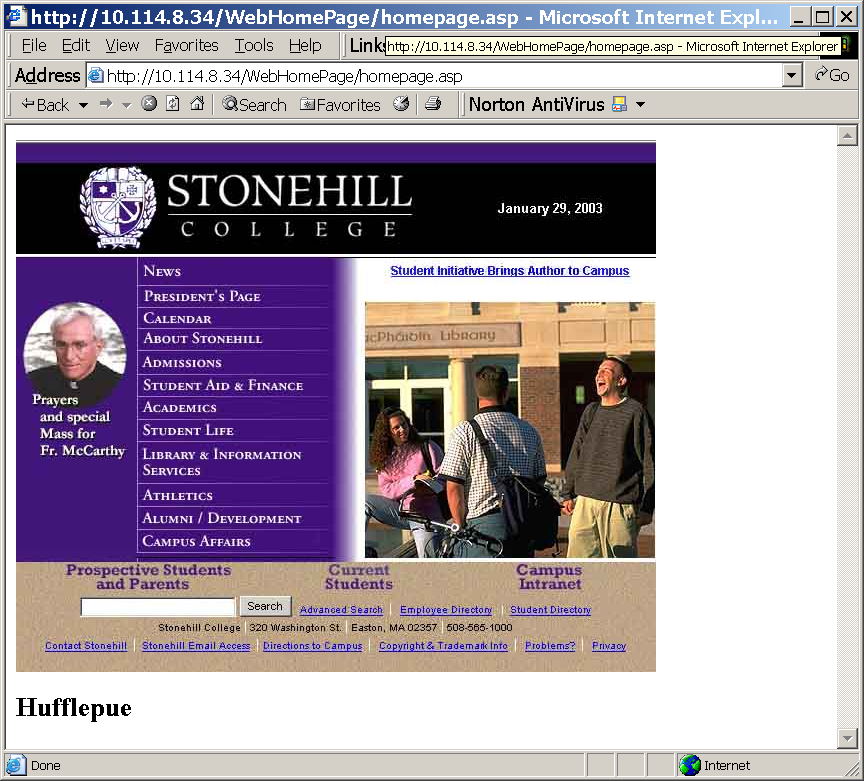 http://10.114.8.34/WebHomePage/homepage.asp - Microsoft Internet Expl...
File Edit View Favorites Tools Help Links
http://10.114.8.34/WebHomePage/homepage.asp - Microsoft Internet Explorer
Address http://10.114.8.34/WebHomePage/homepage.asp Go
Back Search Favorites Norton AntiVirus
STONEHILL
COLLEGE
January 29, 2003
NEWS
PRESIDENT'S PAGE
CALENDAR
ABOUT STONEHILL
ADMISSIONS
STUDENT AID & FINANCE
ACADEMICS
STUDENT LIFE
LIBRARY & INFORMATION
SERVICES
ATHLETICS
ALUMNI / DEVELOPMENT
CAMPUS AFFAIRS
Prayers
and special
Mass for
Fr. McCarthy
Student Initiative Brings Author to Campus
acPháidín Library
Prospective Students
and Parents
Current
Students
Campus
Intranet
Search Advanced Search Employee Directory Student Directory
Stonehill College 320 Washington St. Easton, MA 02357 508-565-1000
Contact Stonehill Stonehill Email Access Directions to Campus Copyright & Trademark Info Problems? Privacy
Hufflepue
Done Internet